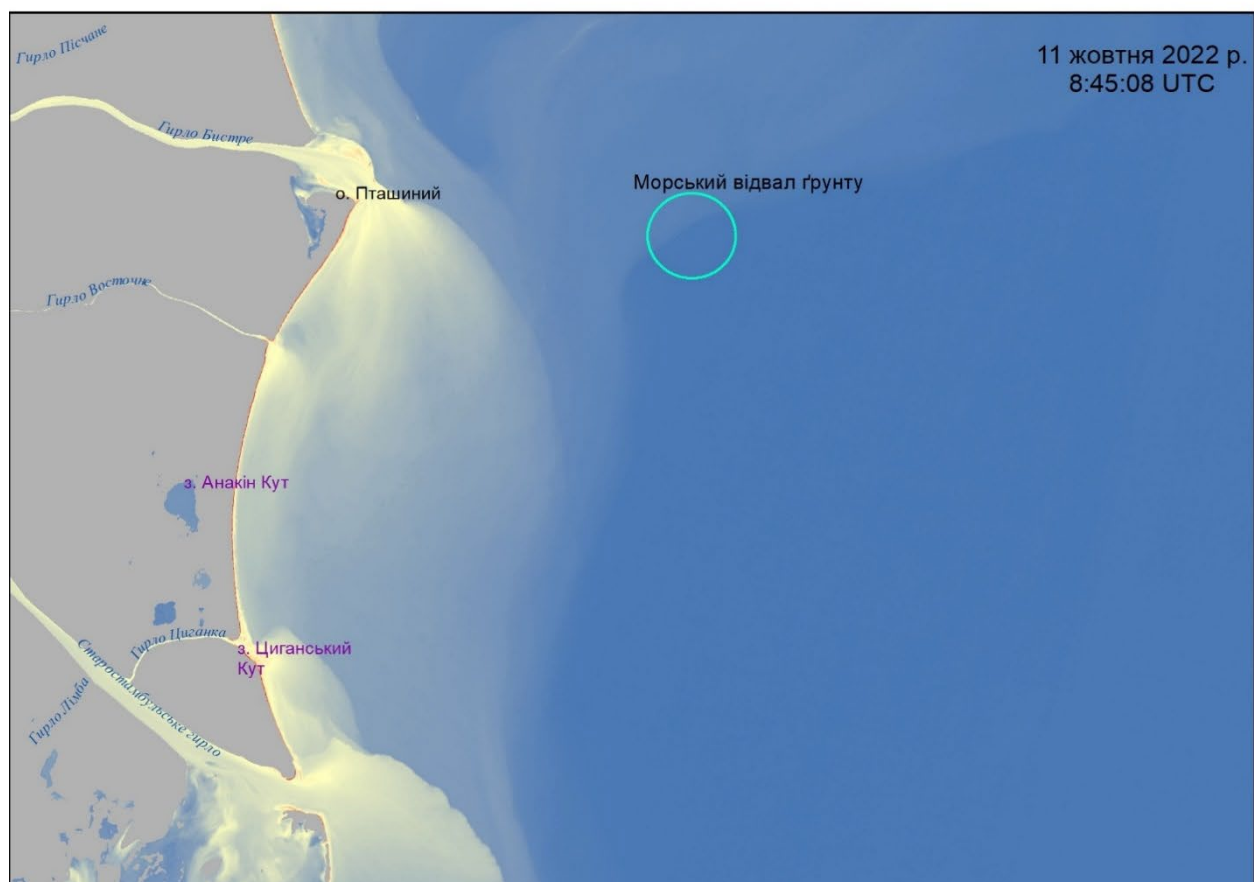 Гирло Пісчане
11 жовтня 2022 р.
8:45:08 UTC
Гирло Бистре
о. Пташиний
Морський відвал ґрунту
Гирло Восточне
з. Анакін Кут
Гирло Циганка
з. Циганський
Кут
Старостамбульське гирло
Гирло Лімба